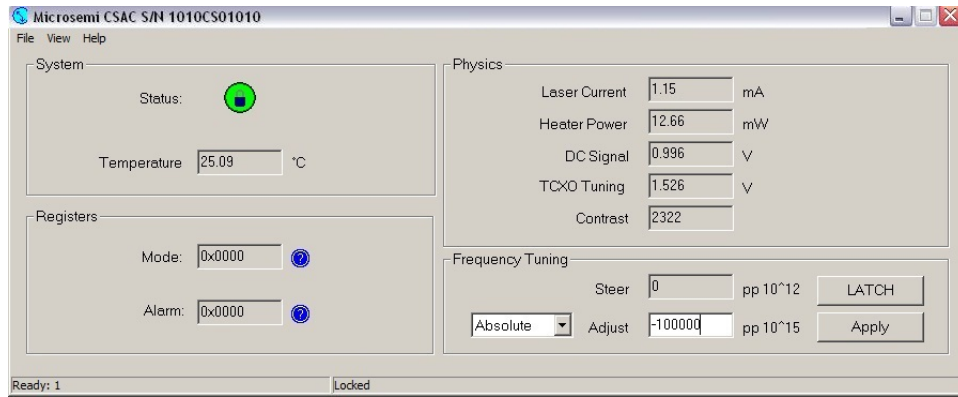 Microsemi CSAC S/N 1010CS01010
File View Help
System
Status:
Temperature 25.09 °C
Registers
Mode: 0x0000 ?
Alarm: 0x0000 ?
Physics
Laser Current 1.15 mA
Heater Power 12.66 mW
DC Signal 0.996 V
TCXO Tuning 1.526 V
Contrast 2322
Frequency Tuning
Steer 0 pp 10^12 LATCH
Absolute Adjust -100000 pp 10^15 Apply
Ready: 1 Locked